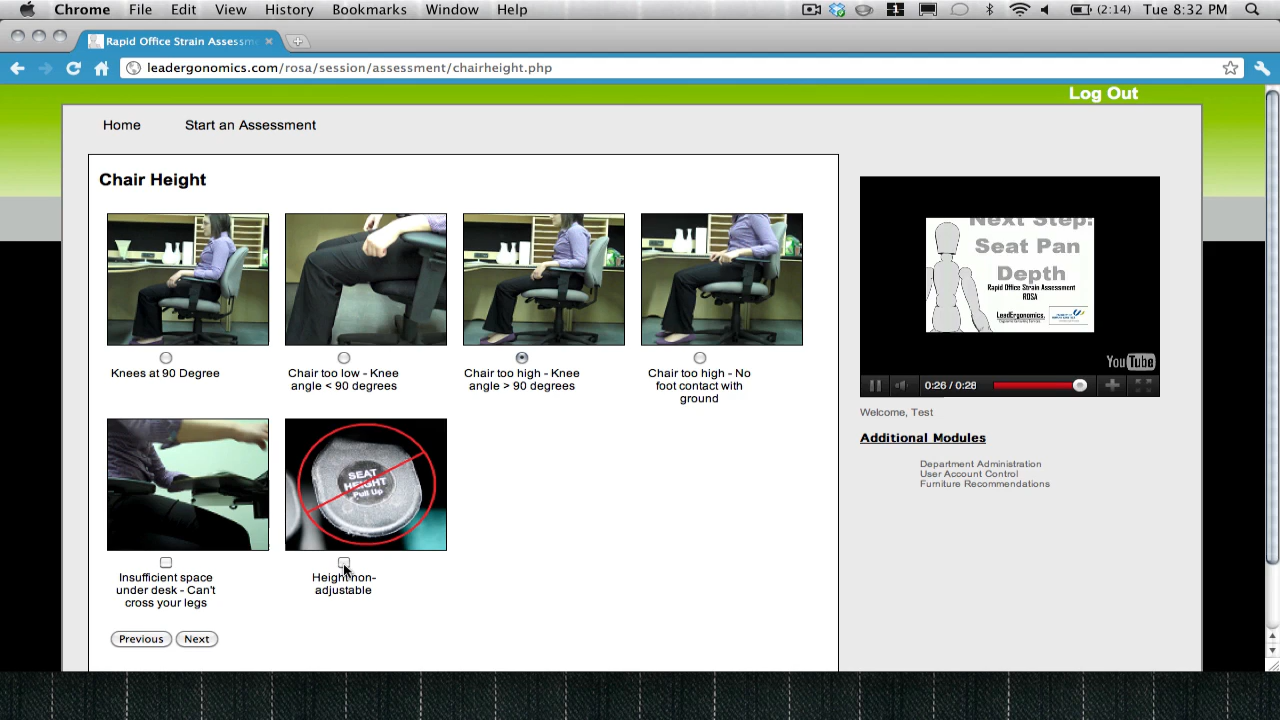 Chrome File Edit View History Bookmarks Window Help (2:14) Tue 8:32 PM
Rapid Office Strain Assessm
leadergonomics.com/rosa/session/assessment/chairheight.php
Log Out
Home Start an Assessment
Chair Height
Knees at 90 Degree
Chair too low - Knee
angle < 90 degrees
Chair too high - Knee
angle > 90 degrees
Chair too high - No
foot contact with
ground
SEAT
HEIGHT
Pull Up
Insufficient space
under desk - Can't
cross your legs
Height non-
adjustable
Previous Next
Next Step:
Seat Pan
Depth
Rapid Office Strain Assessment
ROSA
LeadErgonomics.
YouTube
0:26 / 0:28
Welcome, Test
Additional Modules
Department Administration
User Account Control
Furniture Recommendations